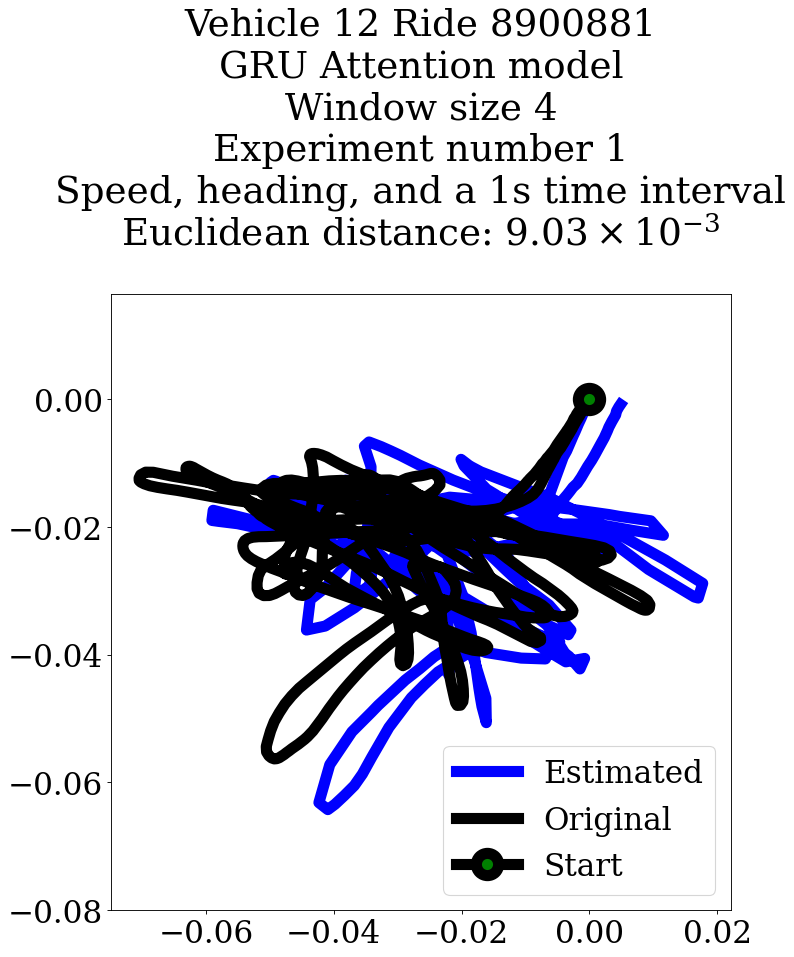 Vehicle 12 Ride 8900881
GRU Attention model
Window size 4
Experiment number 1
Speed, heading, and a 1s time interval
Euclidean distance: 9.03 × 10⁻³
0.00
−0.02
−0.04
−0.06
−0.08
−0.06 −0.04 −0.02 0.00 0.02
Estimated
Original
Start